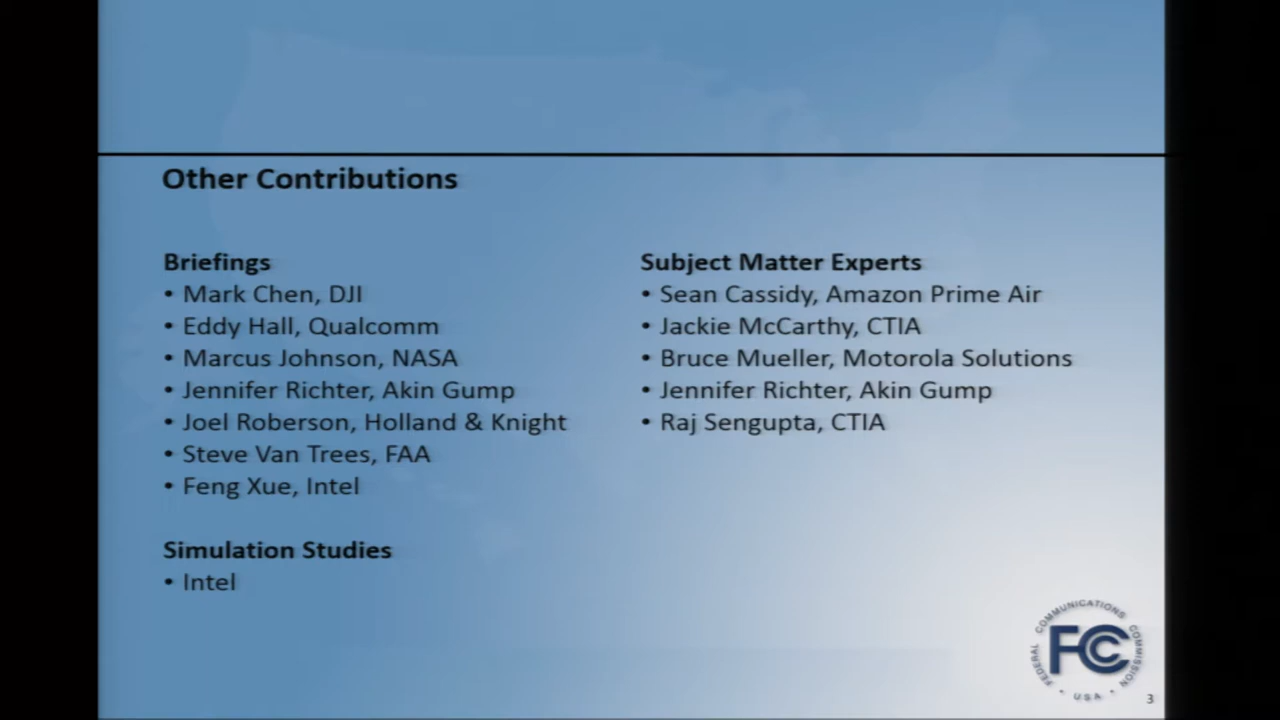 Other Contributions
Briefings
• Mark Chen, DJI
• Eddy Hall, Qualcomm
• Marcus Johnson, NASA
• Jennifer Richter, Akin Gump
• Joel Roberson, Holland & Knight
• Steve Van Trees, FAA
• Feng Xue, Intel
Simulation Studies
• Intel
Subject Matter Experts
• Sean Cassidy, Amazon Prime Air
• Jackie McCarthy, CTIA
• Bruce Mueller, Motorola Solutions
• Jennifer Richter, Akin Gump
• Raj Sengupta, CTIA
FEDERAL COMMUNICATIONS COMMISSION
FCC
• USA •
3